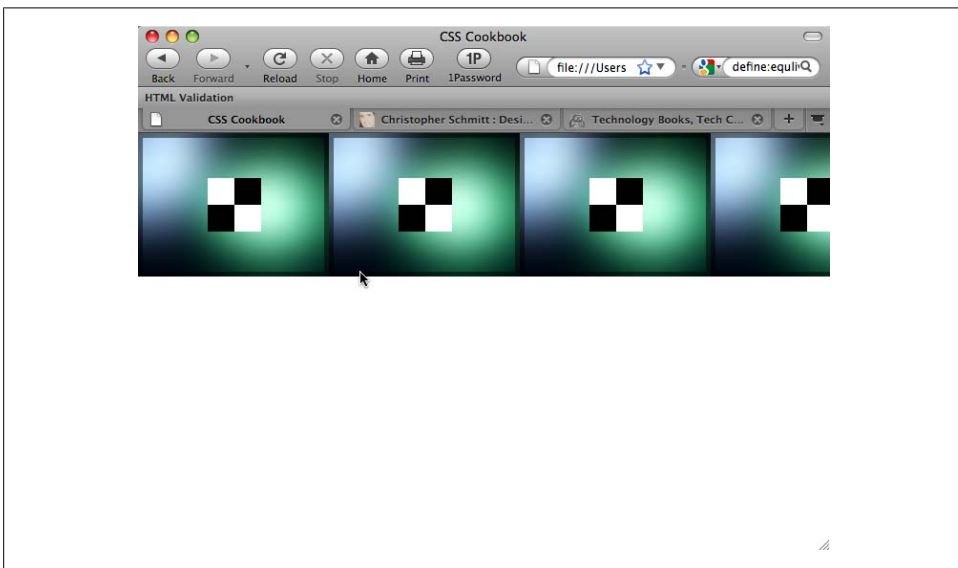 CSS Cookbook
Back Forward Reload Stop Home Print 1Password
1P
file:///Users
define:equli
HTML Validation
CSS Cookbook
Christopher Schmitt : Desi...
Technology Books, Tech C...